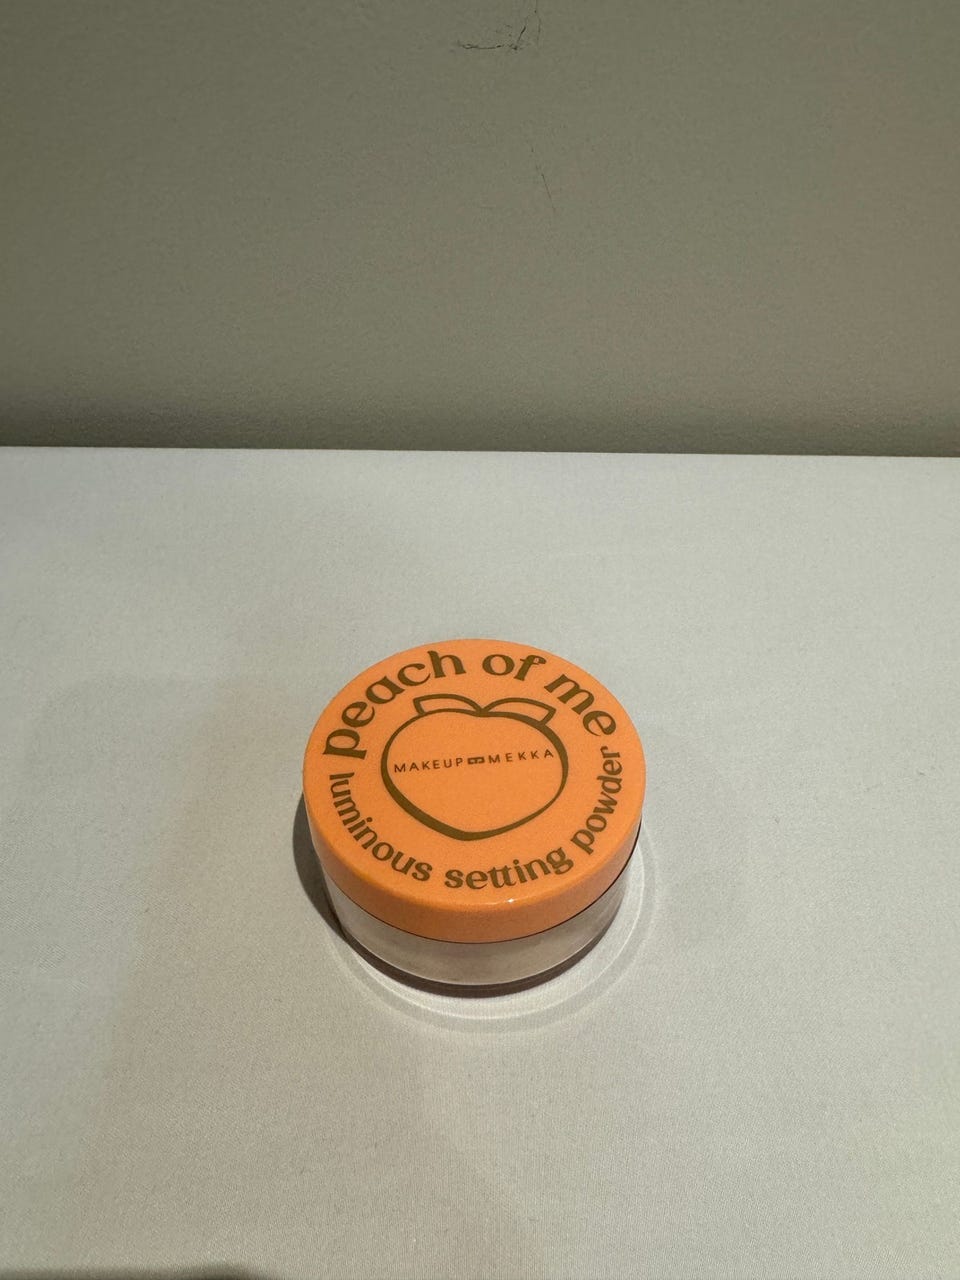 peach of me
MAKEUP MEKKA
luminous setting powder